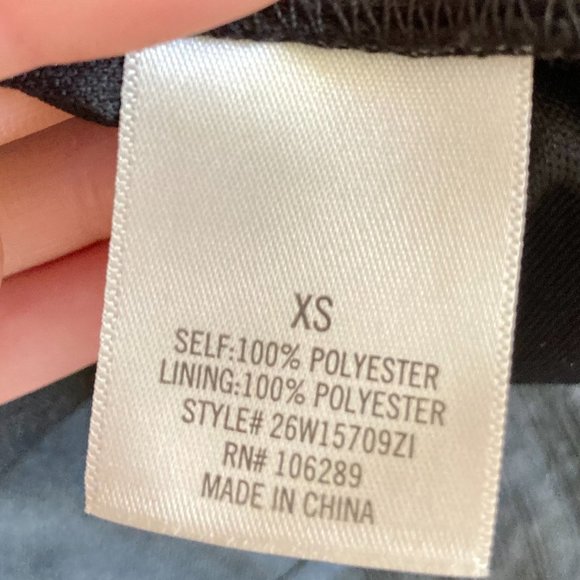 XS
SELF:100% POLYESTER
LINING:100% POLYESTER
STYLE# 26W15709ZI
RN# 106289
MADE IN CHINA